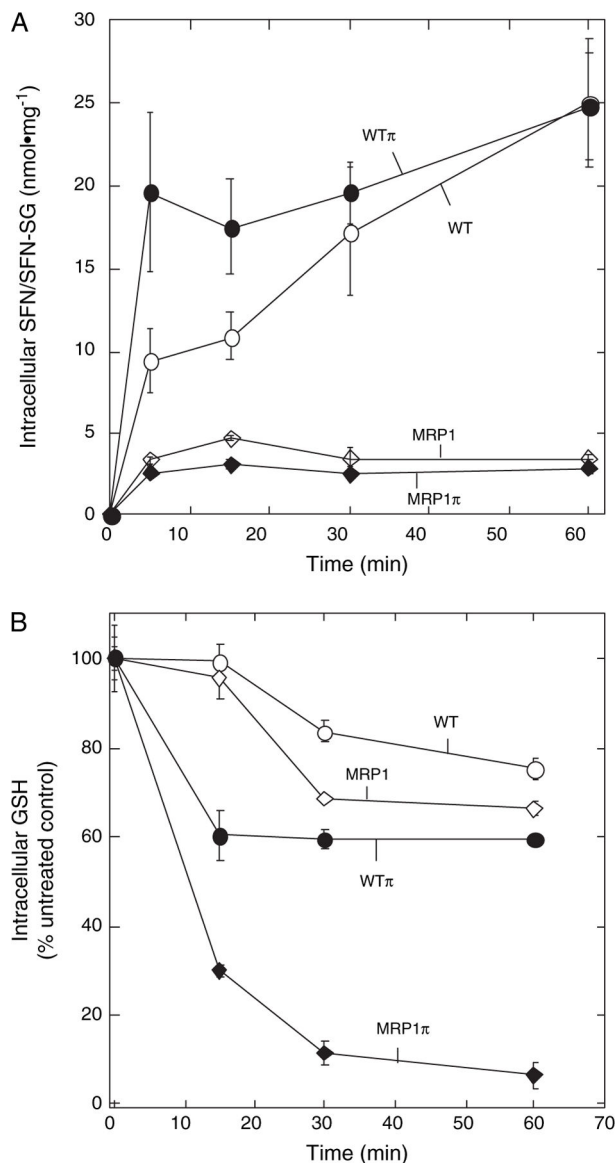 A
Intracellular SFN/SFN-SG (nmol•mg⁻¹)
30
25
20
15
10
5
0
WTπ
WT
MRP1
MRP1π
0 10 20 30 40 50 60
Time (min)
B
Intracellular GSH
(% untreated control)
100
80
60
40
20
0
WT
MRP1
WTπ
MRP1π
0 10 20 30 40 50 60 70
Time (min)